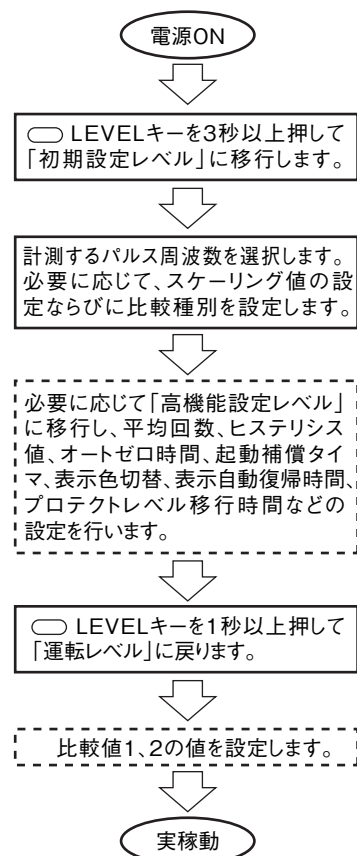 電源ON
LEVELキーを3秒以上押して
「初期設定レベル」に移行します。
計測するパルス周波数を選択します。
必要に応じて、スケーリング値の設
定ならびに比較種別を設定します。
必要に応じて「高機能設定レベル」
に移行し、平均回数、ヒステリシス
値、オートゼロ時間、起動補償タイ
マ、表示色切替、表示自動復帰時間、
プロテクトレベル移行時間などの
設定を行います。
LEVELキーを1秒以上押して
「運転レベル」に戻ります。
比較値1、2の値を設定します。
実稼動